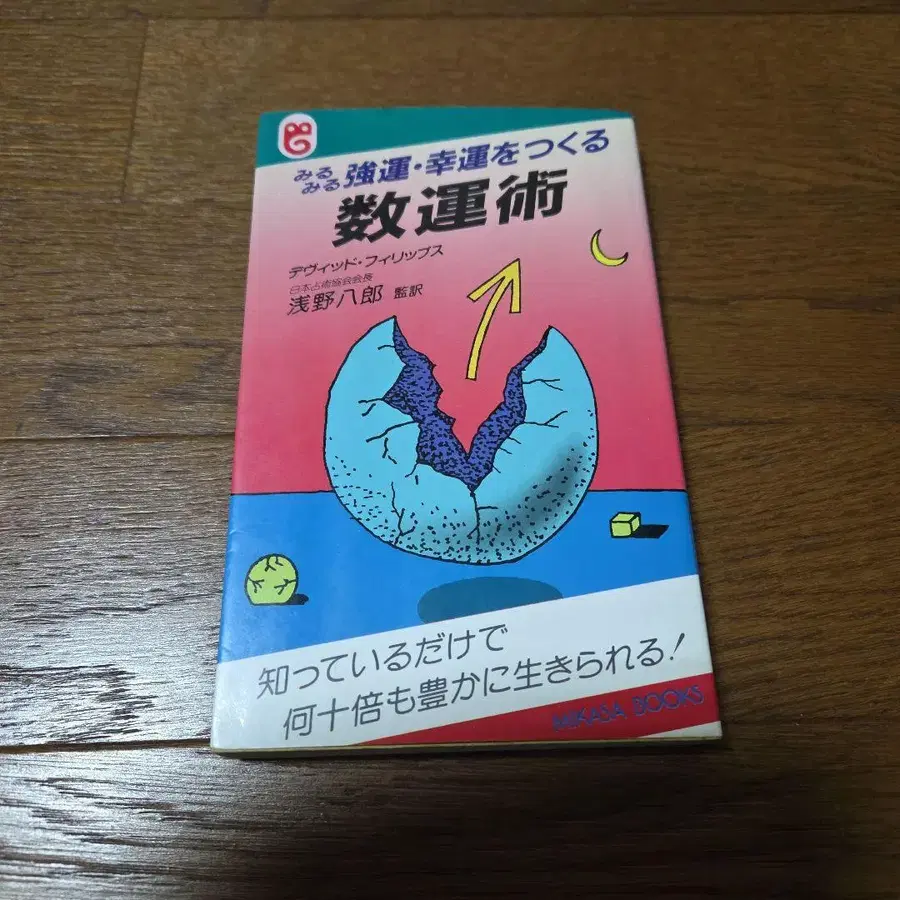 みるみる強運・幸運をつくる
数運術
デヴィッド・フィリップス
日本占術協会会長
浅野八郎 監訳
知っているだけで
何十倍も豊かに生きられる!
MIKASA BOOKS